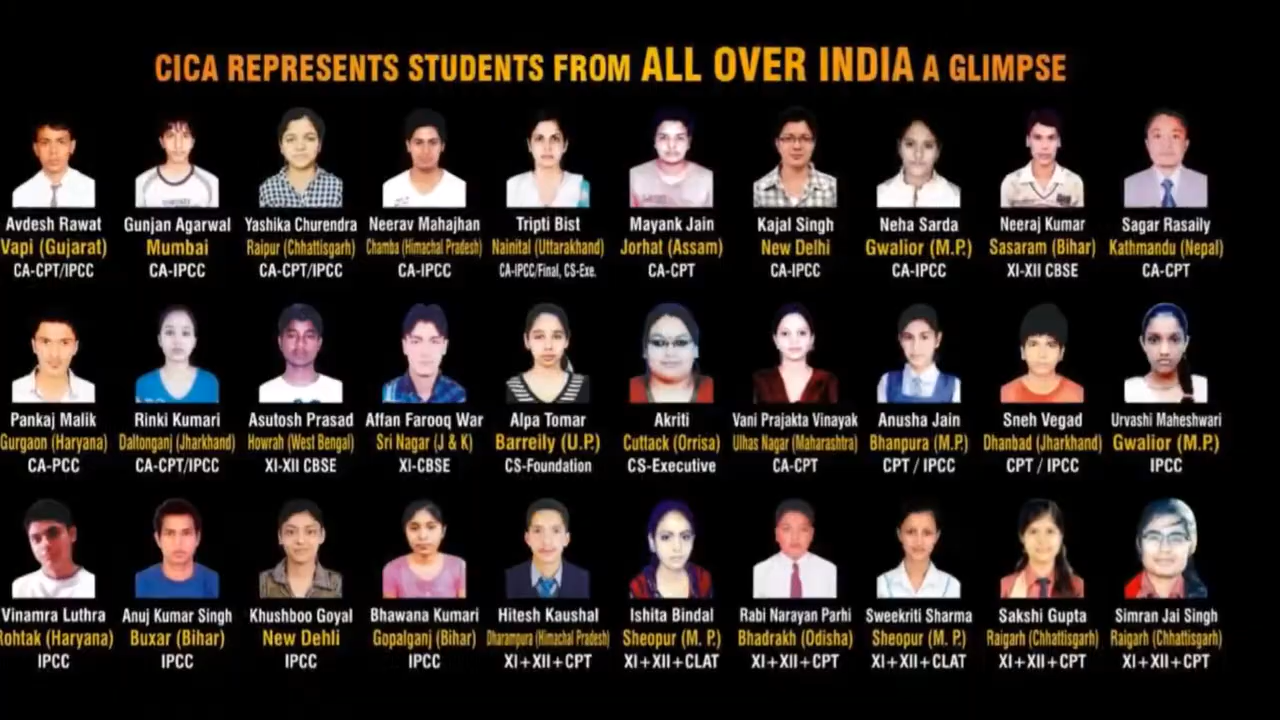 CICA REPRESENTS STUDENTS FROM ALL OVER INDIA A GLIMPSE
Avdesh Rawat Gunjan Agarwal Yashika Churendra Neerav Mahajhan Tripti Bist Mayank Jain Kajal Singh Neha Sarda Neeraj Kumar Sagar Rasaily
Vapi (Gujarat) Mumbai Raipur (Chhattisgarh) Chamba (Himachal Pradesh) Nainital (Uttarakhand) Jorhat (Assam) New Delhi Gwalior (M.P.) Sasaram (Bihar) Kathmandu (Nepal)
CA-CPT/IPCC CA-IPCC CA-CPT/IPCC CA-IPCC CA-IPCC/Final, CS-Exe. CA-CPT CA-IPCC CA-IPCC XI-XII CBSE CA-CPT
Pankaj Malik Rinki Kumari Asutosh Prasad Affan Farooq War Alpa Tomar Akriti Vani Prajakta Vinayak Anusha Jain Sneh Vegad Urvashi Maheshwari
Gurgaon (Haryana) Daltonganj (Jharkhand) Howrah (West Bengal) Sri Nagar (J & K) Barreily (U.P.) Cuttack (Orrisa) Ulhas Nagar (Maharashtra) Bhanpura (M.P.) Dhanbad (Jharkhand) Gwalior (M.P.)
CA-PCC CA-CPT/IPCC XI-XII CBSE XI-CBSE CS-Foundation CS-Executive CA-CPT CPT / IPCC CPT / IPCC IPCC
Vinamra Luthra Anuj Kumar Singh Khushboo Goyal Bhawana Kumari Hitesh Kaushal Ishita Bindal Rabi Narayan Parhi Sweekriti Sharma Sakshi Gupta Simran Jai Singh
Rohtak (Haryana) Buxar (Bihar) New Dehli Gopalganj (Bihar) Dharampura (Himachal Pradesh) Sheopur (M. P.) Bhadrakh (Odisha) Sheopur (M. P.) Raigarh (Chhattisgarh) Raigarh (Chhattisgarh)
IPCC IPCC IPCC IPCC XI+XII+CPT XI+XII+CLAT XI+XII+CPT XI+XII+CLAT XI+XII+CPT XI+XII+CPT